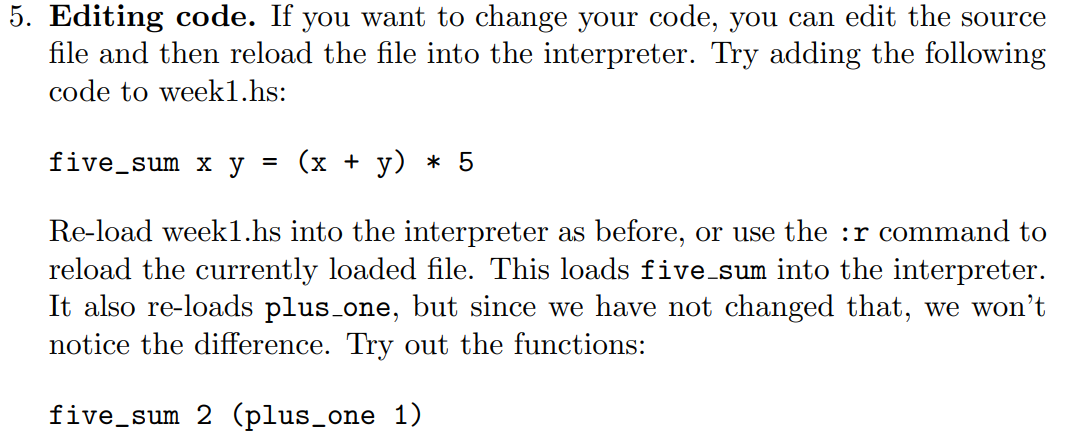 5. Editing code. If you want to change your code, you can edit the source
file and then reload the file into the interpreter. Try adding the following
code to week1.hs:
five_sum x y = (x + y) * 5
Re-load week1.hs into the interpreter as before, or use the :r command to
reload the currently loaded file. This loads five_sum into the interpreter.
It also re-loads plus_one, but since we have not changed that, we won't
notice the difference. Try out the functions:
five_sum 2 (plus_one 1)